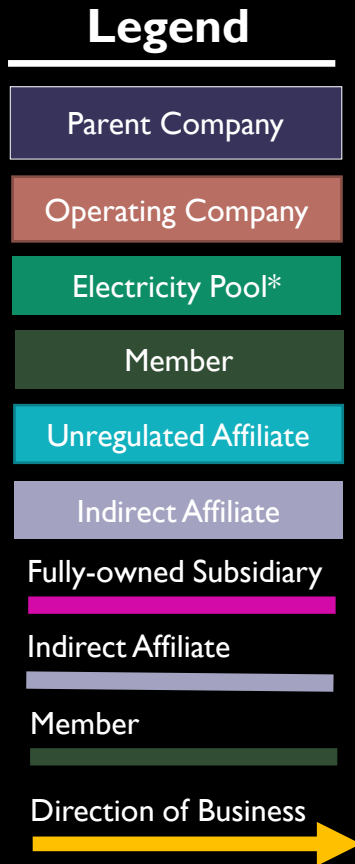 Legend
Parent Company
Operating Company
Electricity Pool*
Member
Unregulated Affiliate
Indirect Affiliate
Fully-owned Subsidiary
Indirect Affiliate
Member
Direction of Business